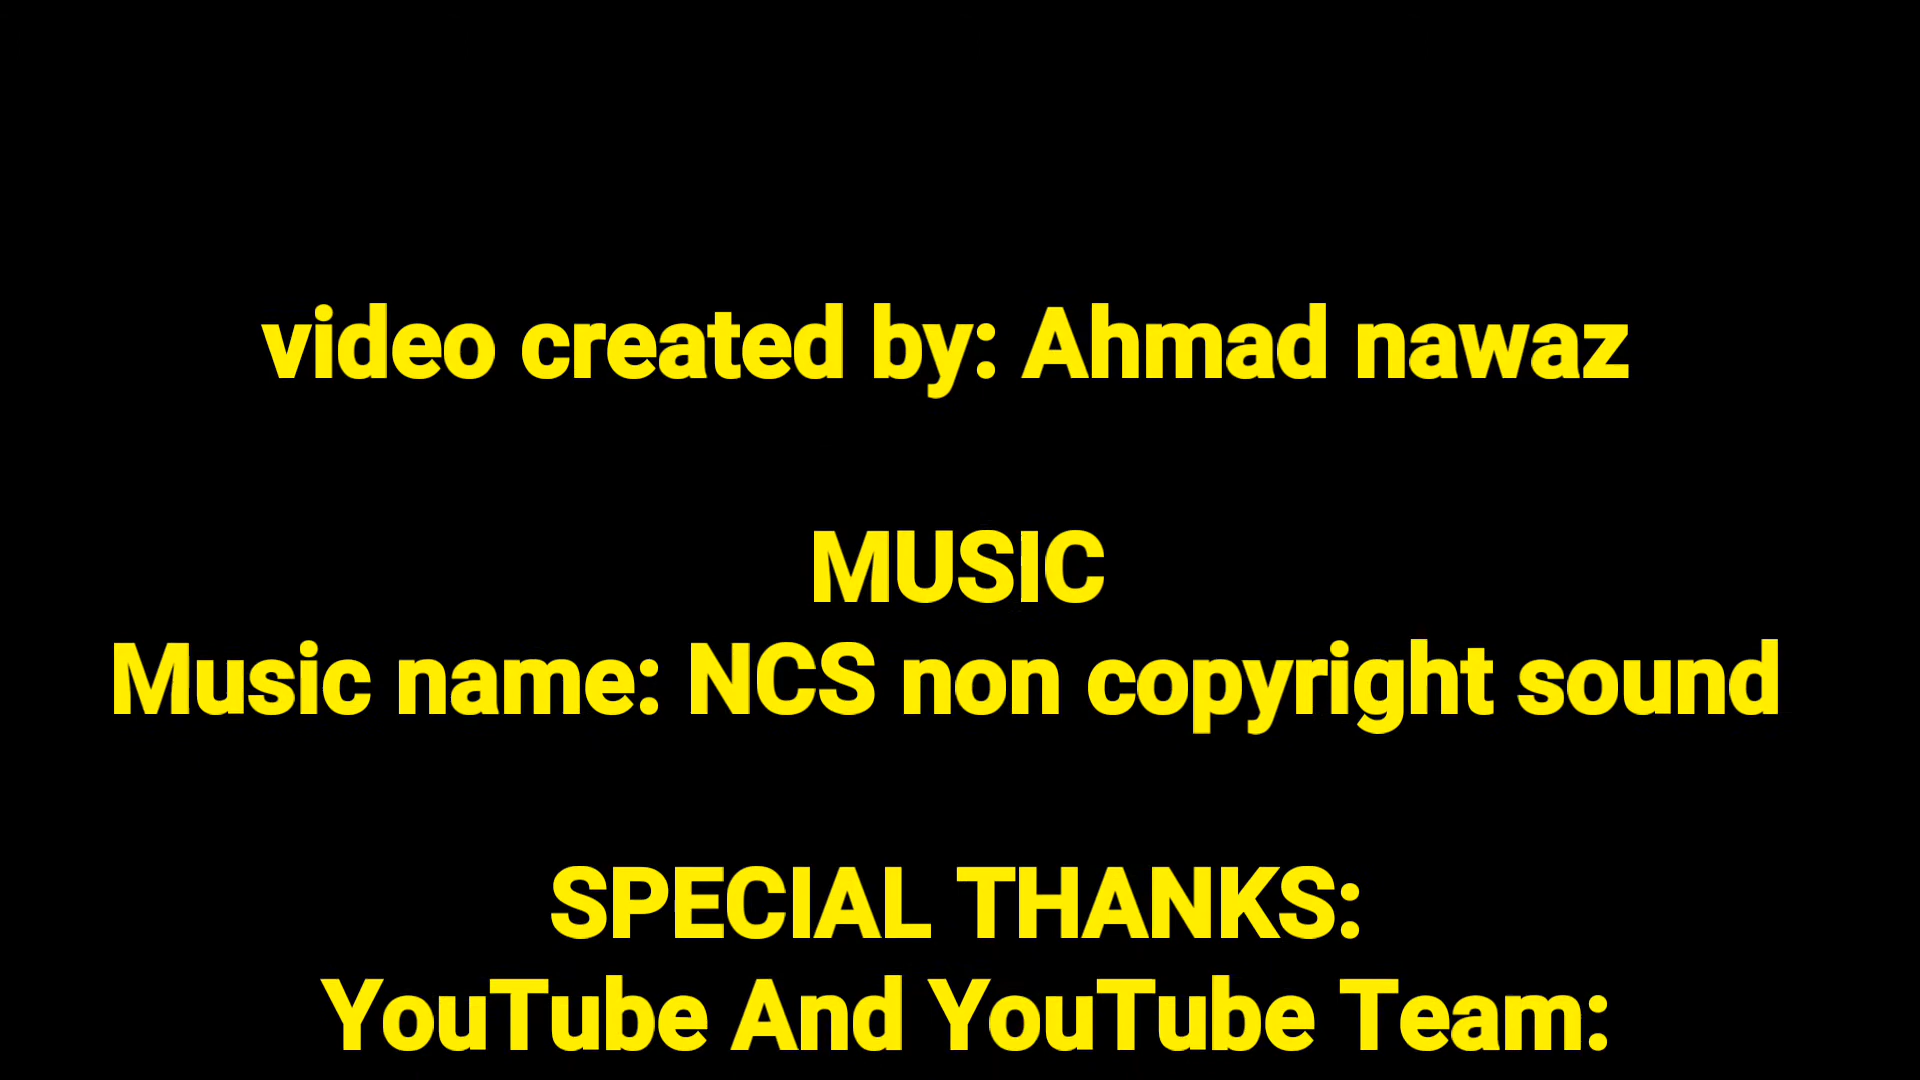 video created by: Ahmad nawaz
MUSIC
Music name: NCS non copyright sound
SPECIAL THANKS:
YouTube And YouTube Team: